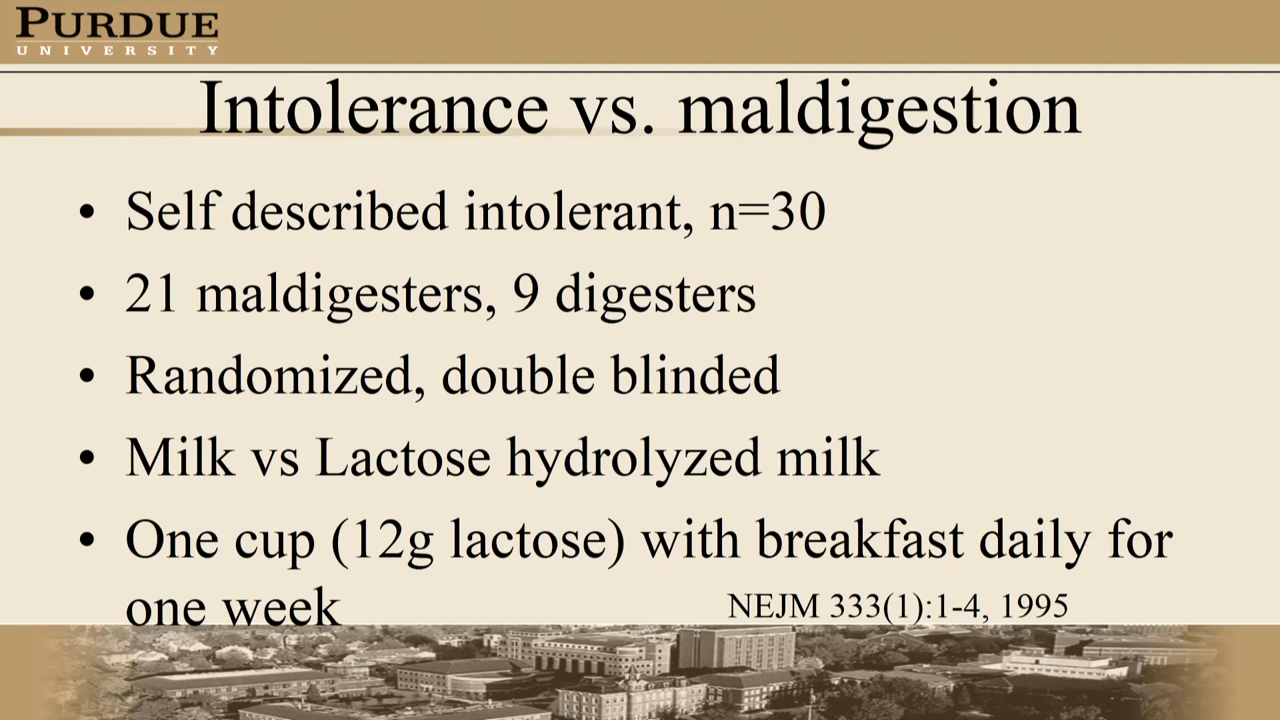 PURDUE
UNIVERSITY
Intolerance vs. maldigestion
• Self described intolerant, n=30
• 21 maldigesters, 9 digesters
• Randomized, double blinded
• Milk vs Lactose hydrolyzed milk
• One cup (12g lactose) with breakfast daily for
one week
NEJM 333(1):1-4, 1995